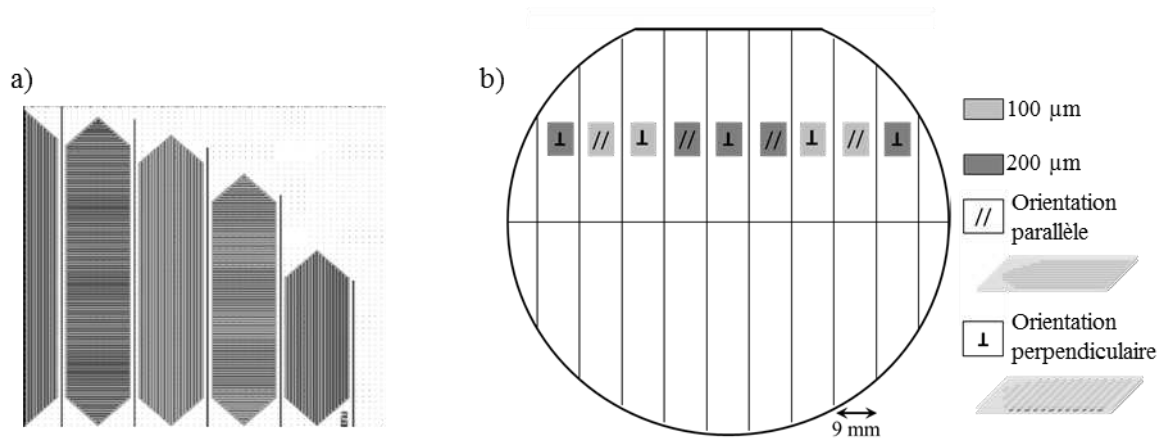 a)
b)
⊥ // ⊥ // ⊥ // ⊥ // ⊥
9 mm
100 µm
200 µm
// Orientation
parallèle
⊥ Orientation
perpendiculaire